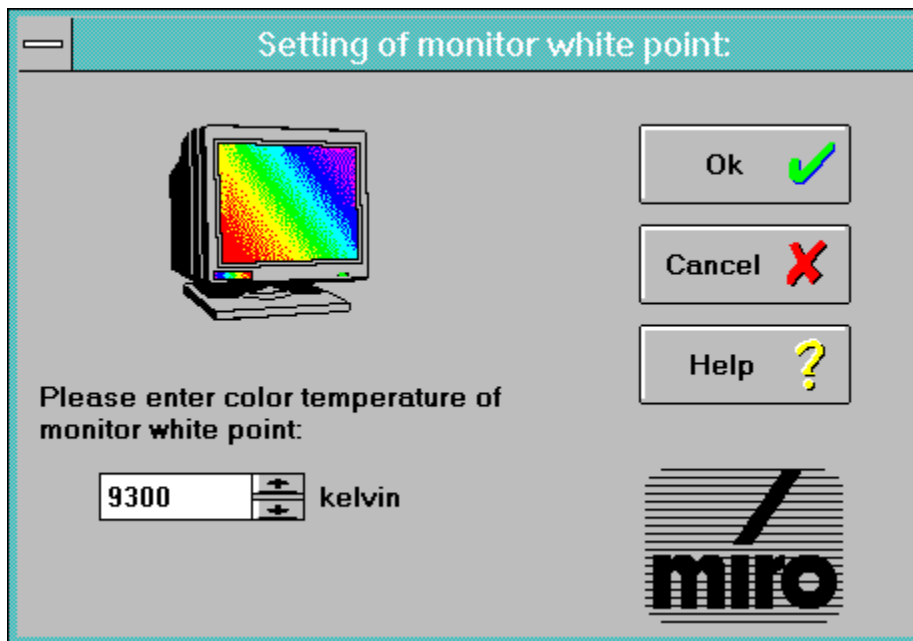 Setting of monitor white point:
Ok
Cancel
Help
Please enter color temperature of
monitor white point:
9300 kelvin
miro